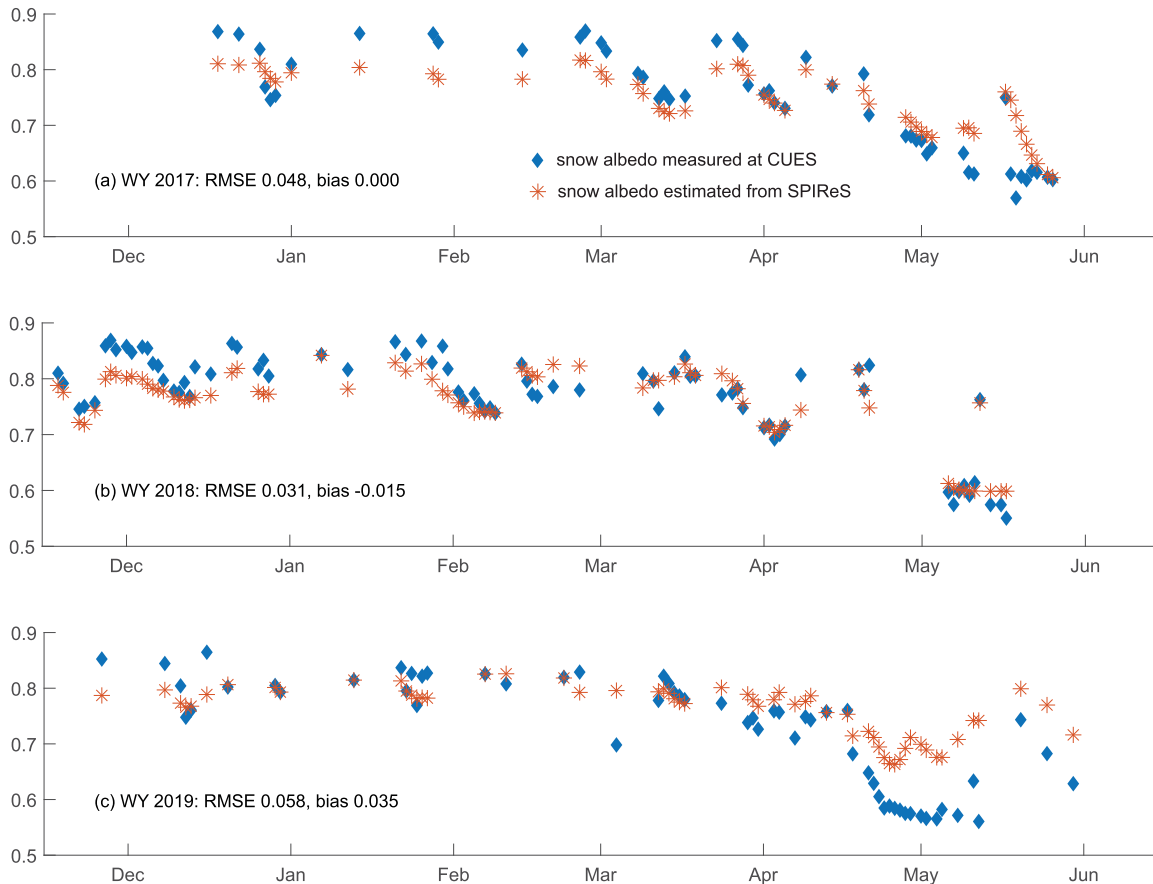 0.9
0.8
0.7
0.6
0.5
snow albedo measured at CUES
(a) WY 2017: RMSE 0.048, bias 0.000
snow albedo estimated from SPIReS
Dec Jan Feb Mar Apr May Jun
0.9
0.8
0.7
0.6
0.5
(b) WY 2018: RMSE 0.031, bias -0.015
Dec Jan Feb Mar Apr May Jun
0.9
0.8
0.7
0.6
0.5
(c) WY 2019: RMSE 0.058, bias 0.035
Dec Jan Feb Mar Apr May Jun